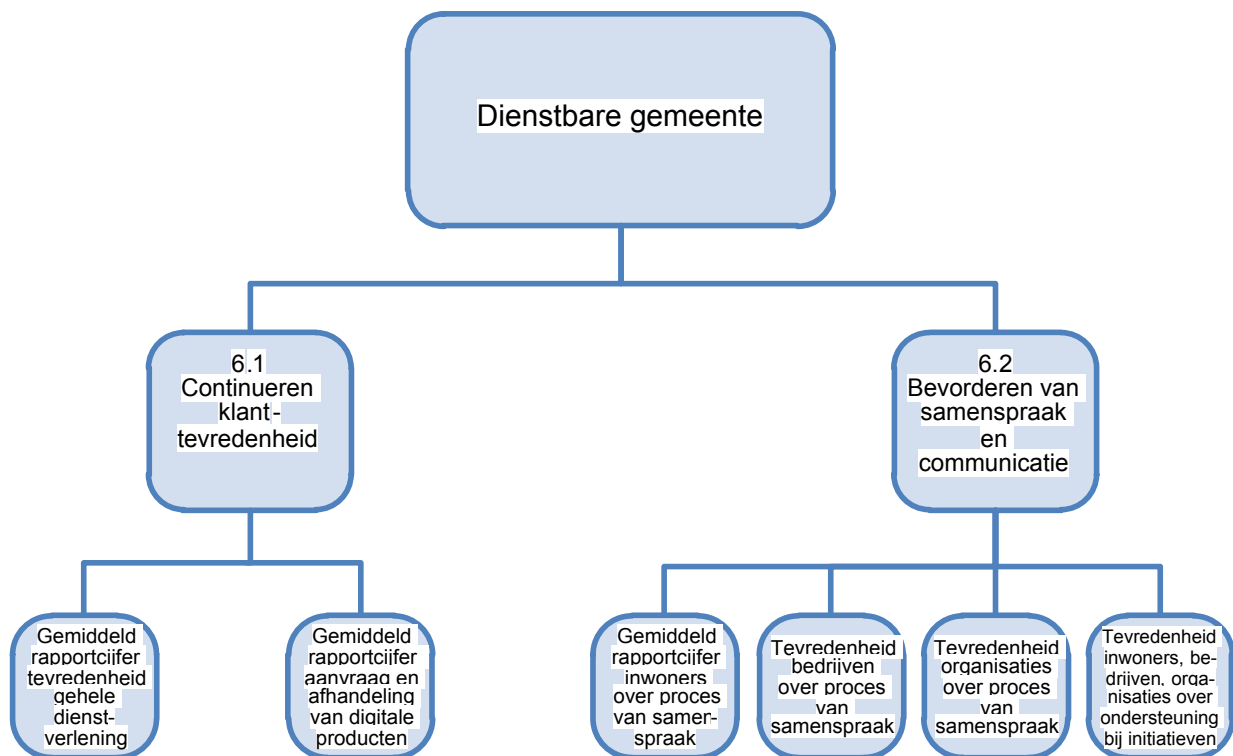 Dienstbare gemeente
6.1
Continueren
klant-
tevredenheid
6.2
Bevorderen van
samenspraak
en
communicatie
Gemiddeld
rapportcijfer
tevredenheid
gehele
dienst-
verlening
Gemiddeld
rapportcijfer
aanvraag en
afhandeling
van digitale
producten
Gemiddeld
rapportcijfer
inwoners
over proces
van samen-
spraak
Tevredenheid
bedrijven
over proces
van
samenspraak
Tevredenheid
organisaties
over proces
van
samenspraak
Tevredenheid
inwoners, be-
drijven, orga-
nisaties over
ondersteuning
bij initiatieven